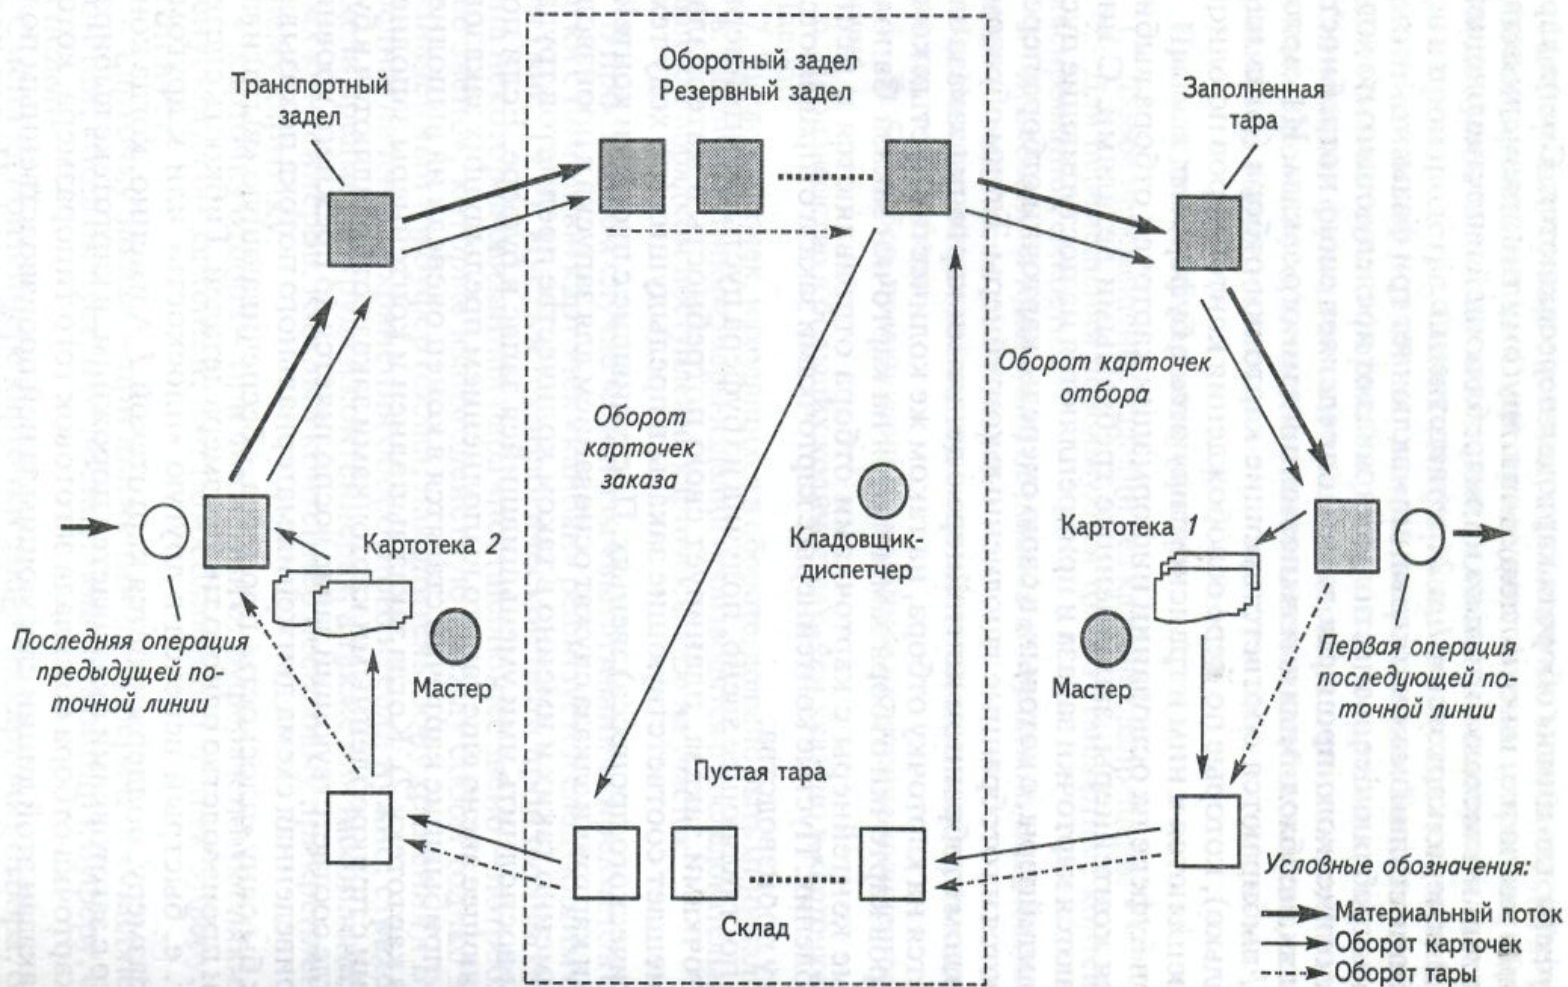 Оборотный задел
Резервный задел
Транспортный
задел
Заполненная
тара
Оборот карточек
отбора
Оборот
карточек
заказа
Картотека 2
Кладовщик-
диспетчер
Картотека 1
Последняя операция
предыдущей по-
точной линии
Мастер
Мастер
Первая операция
последующей по-
точной линии
Пустая тара
Склад
Условные обозначения:
Материальный поток
Оборот карточек
Оборот тары